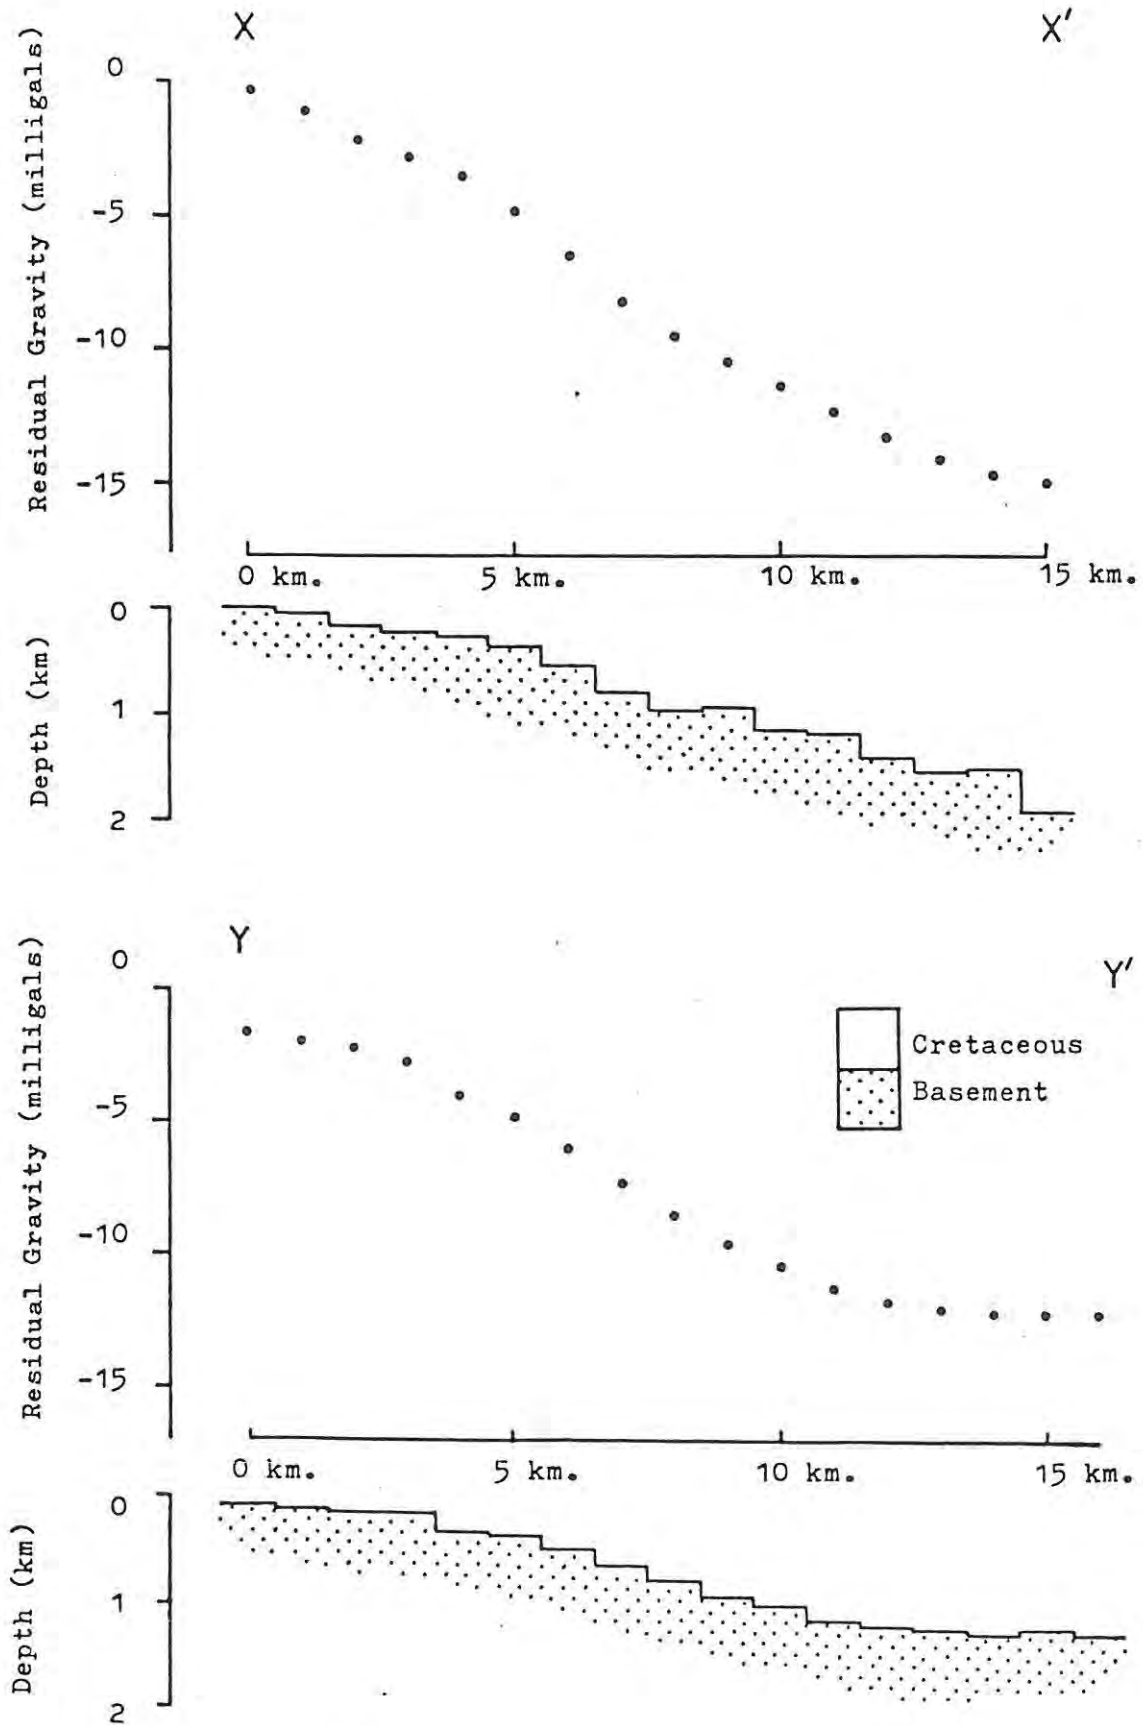 X
X'
Residual Gravity (milligals)
0
-5
-10
-15
0 km.
5 km.
10 km.
15 km.
Depth (km)
0
1
2
Y
Y'
Residual Gravity (milligals)
0
-5
-10
-15
Cretaceous
Basement
0 km.
5 km.
10 km.
15 km.
Depth (km)
0
1
2